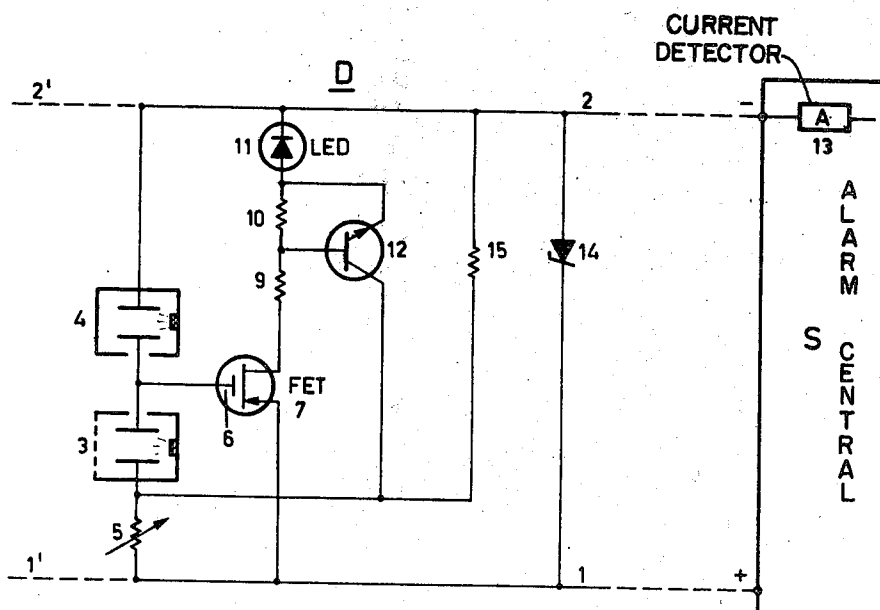 CURRENT
DETECTOR
D
2'
2
-
A
13
11
LED
10
12
9
15
14
4
FET
7
6
3
5
1'
1
+
ALARM
S
CENTRAL